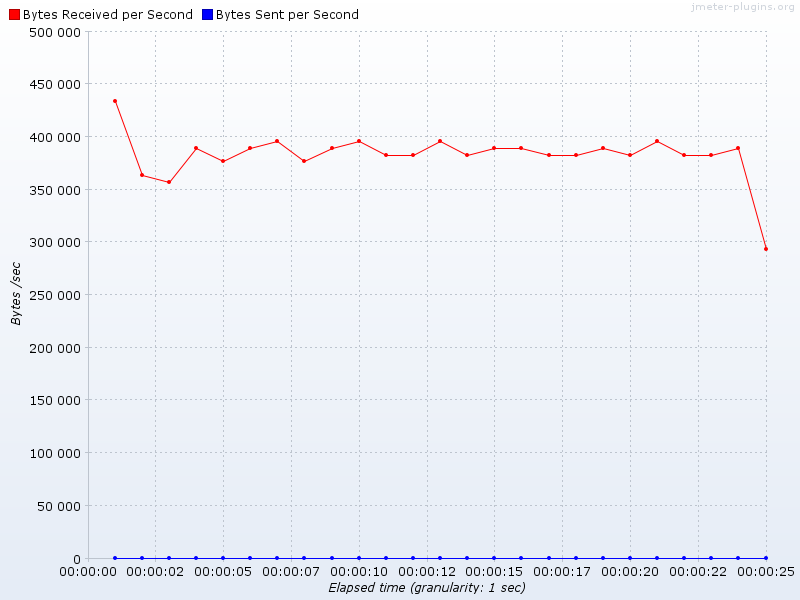 jmeter-plugins.org
Bytes Received per Second Bytes Sent per Second
500 000
450 000
400 000
350 000
300 000
250 000
200 000
150 000
100 000
50 000
0
Bytes /sec
00:00:00 00:00:02 00:00:05 00:00:07 00:00:10 00:00:12 00:00:15 00:00:17 00:00:20 00:00:22 00:00:25
Elapsed time (granularity: 1 sec)